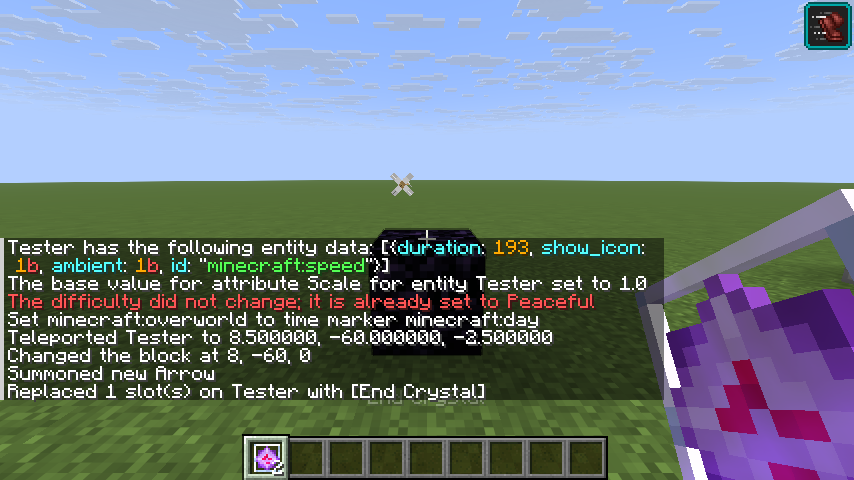 Tester has the following entity data: [{duration: 193, show_icon:
1b, ambient: 1b, id: "minecraft:speed"}]
The base value for attribute Scale for entity Tester set to 1.0
The difficulty did not change; it is already set to Peaceful
Set minecraft:overworld to time marker minecraft:day
Teleported Tester to 8.500000, -60.000000, -2.500000
Changed the block at 8, -60, 0
Summoned new Arrow
Replaced 1 slot(s) on Tester with [End Crystal]
End Crystal
2